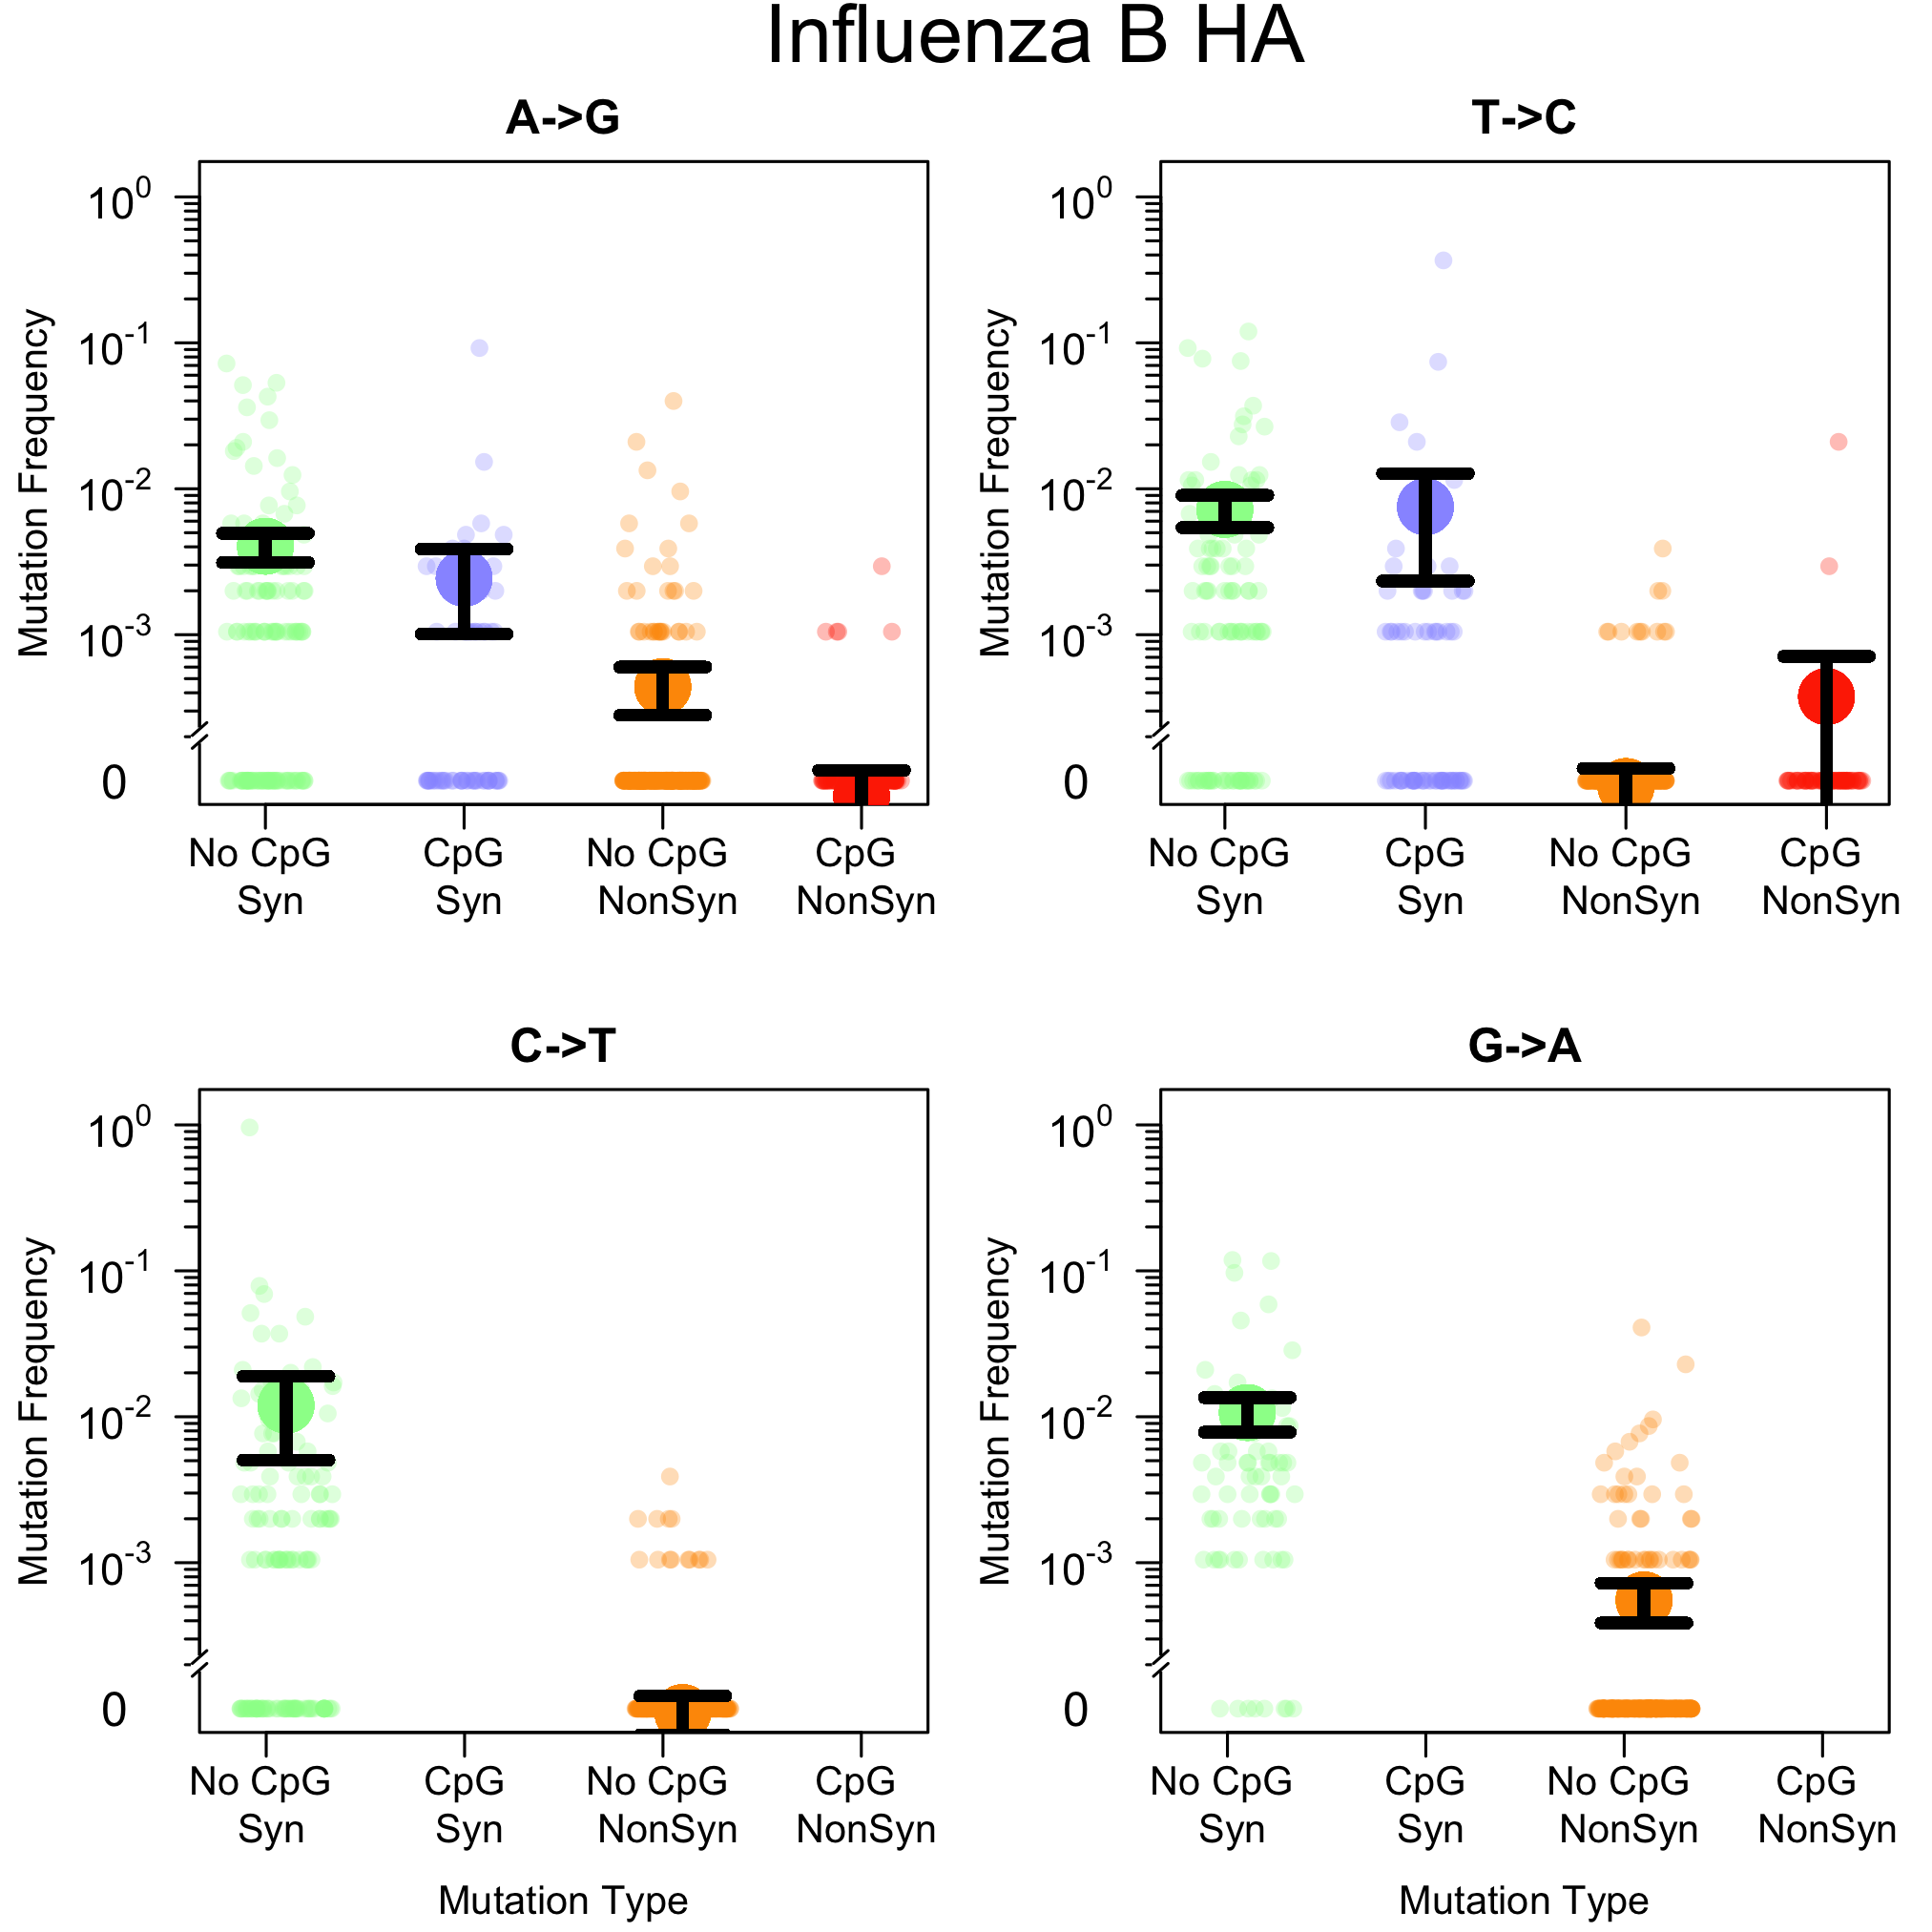 Influenza B HA
A->G
T->C
Mutation Frequency
10^0
10^-1
10^-2
10^-3
0
No CpG Syn
CpG Syn
No CpG NonSyn
CpG NonSyn
Mutation Frequency
10^0
10^-1
10^-2
10^-3
0
No CpG Syn
CpG Syn
No CpG NonSyn
CpG NonSyn
C->T
G->A
Mutation Frequency
10^0
10^-1
10^-2
10^-3
0
No CpG Syn
CpG Syn
No CpG NonSyn
CpG NonSyn
Mutation Type
Mutation Frequency
10^0
10^-1
10^-2
10^-3
0
No CpG Syn
CpG Syn
No CpG NonSyn
CpG NonSyn
Mutation Type